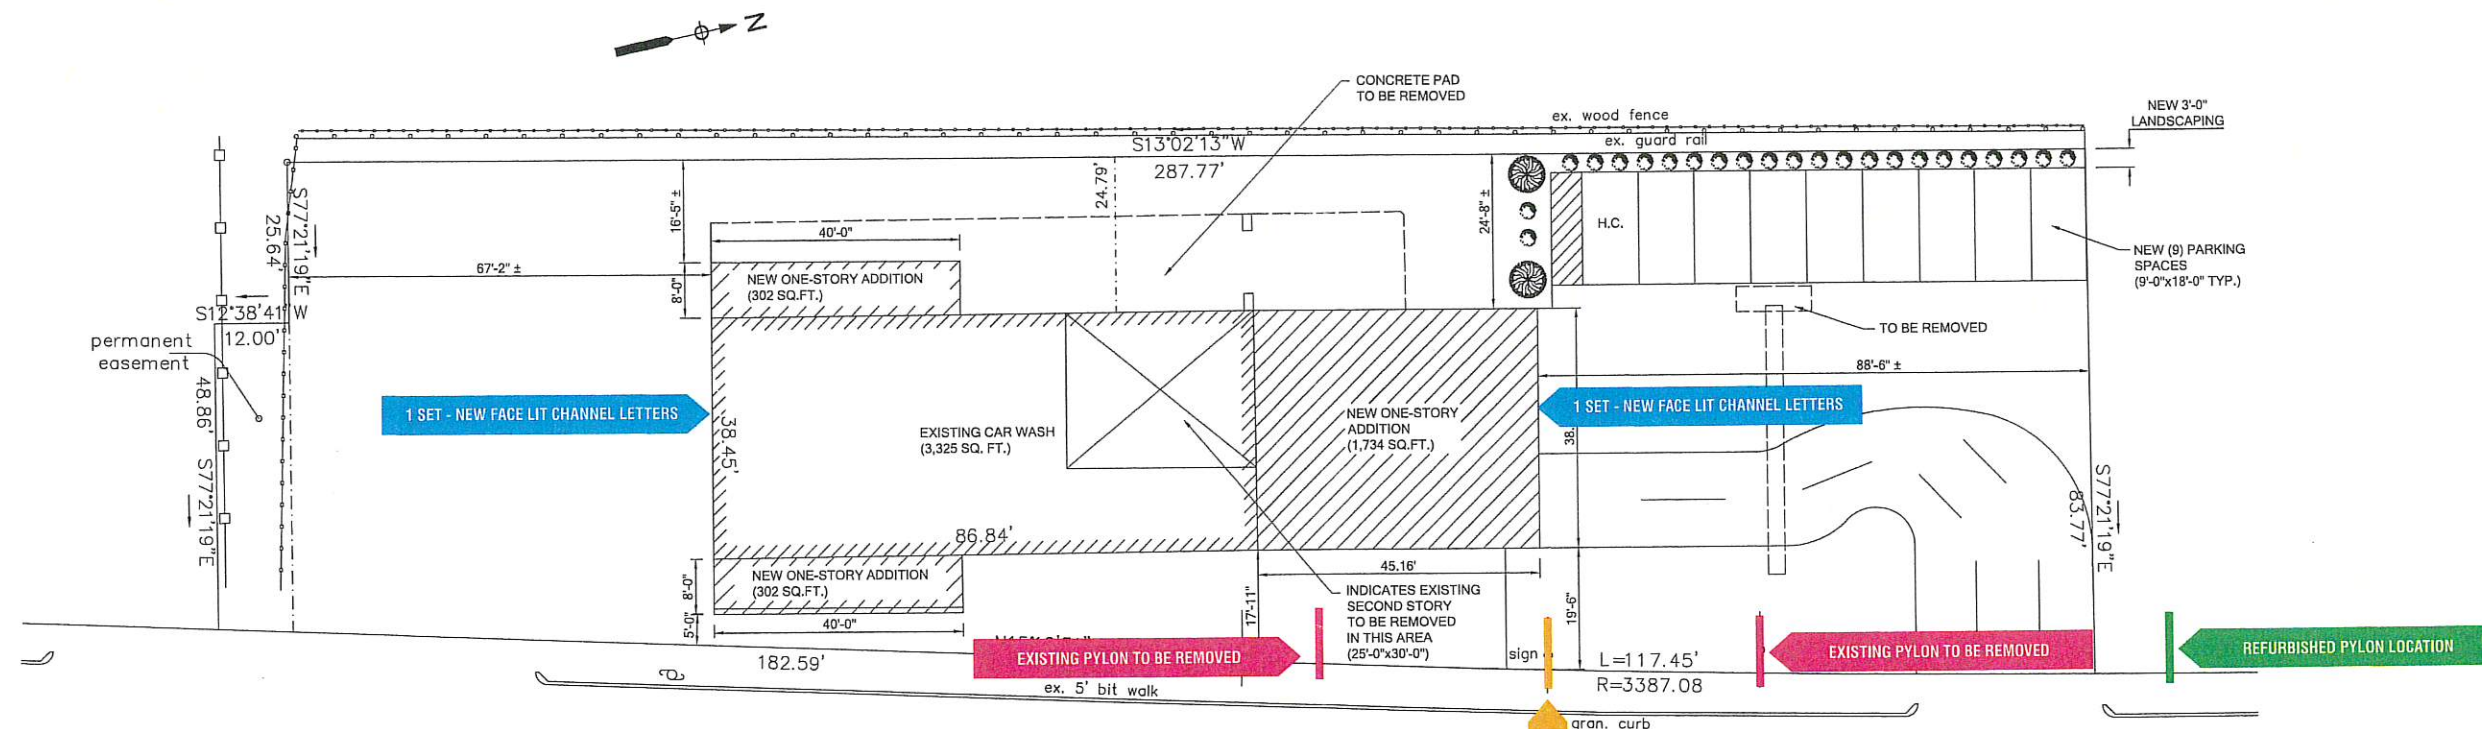 N
CONCRETE PAD
TO BE REMOVED
ex. wood fence
NEW 3'-0"
LANDSCAPING
S13°02'13"W
ex. guard rail
287.77'
24.79'
16'-5" ±
24'-8" ±
S77°21'19"E
25.64'
40'-0"
H.C.
NEW (9) PARKING
SPACES
(9'-0"x18'-0" TYP.)
67'-2" ±
NEW ONE-STORY ADDITION
(302 SQ.FT.)
8'-0"
S12°38'41" W
12.00'
permanent
easement
TO BE REMOVED
88'-6" ±
48.86'
S77°21'19"E
1 SET - NEW FACE LIT CHANNEL LETTERS
38.45'
EXISTING CAR WASH
(3,325 SQ. FT.)
NEW ONE-STORY
ADDITION
(1,734 SQ.FT.)
1 SET - NEW FACE LIT CHANNEL LETTERS
38.
83.77'
S77°21'19"E
86.84'
NEW ONE-STORY ADDITION
(302 SQ.FT.)
8'-0"
45.16'
INDICATES EXISTING
SECOND STORY
TO BE REMOVED
IN THIS AREA
(25'-0"x30'-0")
17'-11"
19'-6"
5'-0"
40'-0"
EXISTING PYLON TO BE REMOVED
sign
EXISTING PYLON TO BE REMOVED
REFURBISHED PYLON LOCATION
182.59'
L=117.45'
R=3387.08
ex. 5' bit walk
gran. curb